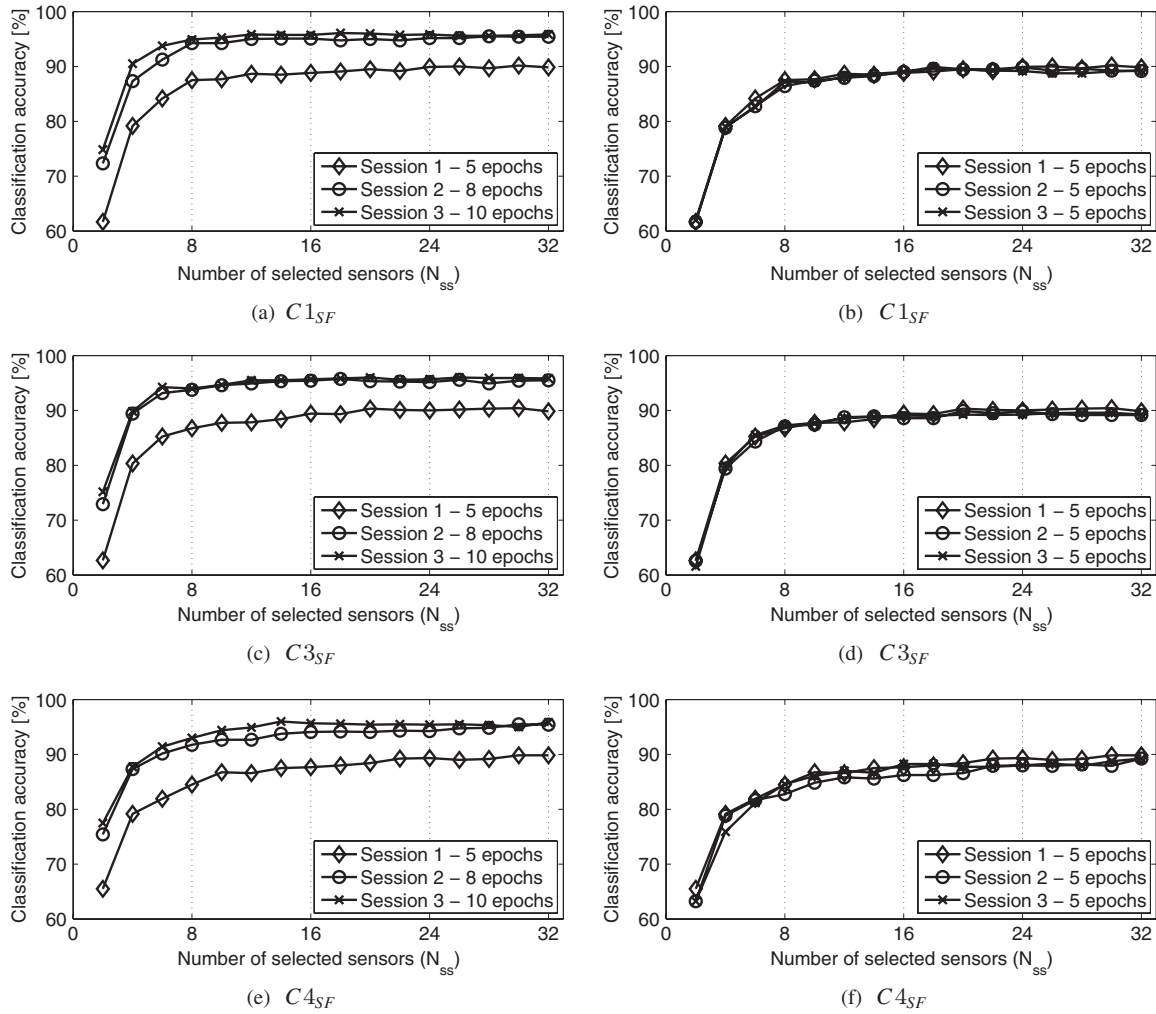 Classification accuracy [%]
100
90
80
70
60
0
8
16
24
32
Session 1 – 5 epochs
Session 2 – 8 epochs
Session 3 – 10 epochs
Number of selected sensors (Nss)
(a) C1SF
Classification accuracy [%]
100
90
80
70
60
0
8
16
24
32
Session 1 – 5 epochs
Session 2 – 5 epochs
Session 3 – 5 epochs
Number of selected sensors (Nss)
(b) C1SF
Classification accuracy [%]
100
90
80
70
60
0
8
16
24
32
Session 1 – 5 epochs
Session 2 – 8 epochs
Session 3 – 10 epochs
Number of selected sensors (Nss)
(c) C3SF
Classification accuracy [%]
100
90
80
70
60
0
8
16
24
32
Session 1 – 5 epochs
Session 2 – 5 epochs
Session 3 – 5 epochs
Number of selected sensors (Nss)
(d) C3SF
Classification accuracy [%]
100
90
80
70
60
0
8
16
24
32
Session 1 – 5 epochs
Session 2 – 8 epochs
Session 3 – 10 epochs
Number of selected sensors (Nss)
(e) C4SF
Classification accuracy [%]
100
90
80
70
60
0
8
16
24
32
Session 1 – 5 epochs
Session 2 – 5 epochs
Session 3 – 5 epochs
Number of selected sensors (Nss)
(f) C4SF